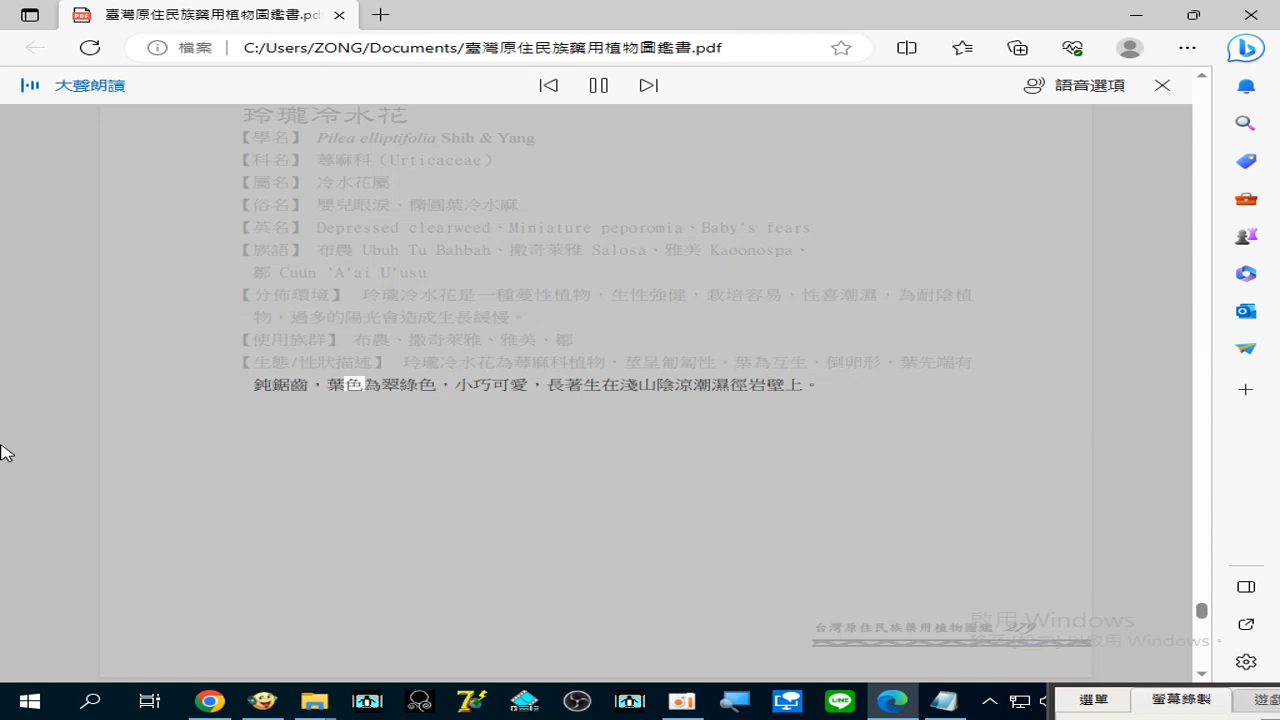 臺灣原住民族藥用植物圖鑑書.pdf
檔案 C:/Users/ZONG/Documents/臺灣原住民族藥用植物圖鑑書.pdf
大聲朗讀 語音選項
玲瓏冷水花
【學名】 Pilea elliptifolia Shih & Yang
【科名】 蕁麻科（Urticaceae）
【屬名】 冷水花屬
【俗名】 嬰兒眼淚、橢圓葉冷水麻
【英名】 Depressed clearweed、Miniature peporomia、Baby's fears
【族語】 布農 Ubuh Tu Bahbah、撒奇萊雅 Salosa、雅美 Kaoonospa、
鄒 Cuun 'A'ai U'usu
【分佈環境】 玲瓏冷水花是一種蔓性植物，生性強健，栽培容易、性喜潮濕，為耐陰植
物，過多的陽光會造成生長緩慢。
【使用族群】 布農、撒奇萊雅、雅美、鄒
【生態/性狀描述】 玲瓏冷水花為蕁麻科植物，莖呈匍匐性，葉為互生，倒卵形，葉先端有
鈍鋸齒，葉色為翠綠色，小巧可愛，長著生在淺山陰涼潮濕徑岩壁上。
台灣原住民族藥用植物圖鑑 279
啟用 Windows
啟用 Windows。
選單 螢幕錄製